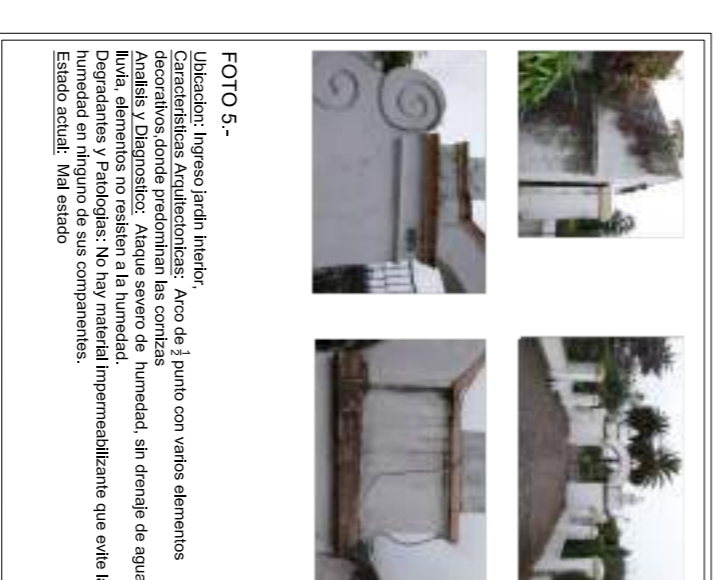 FOTO 5.-
Ubicacion: Ingreso jardin interior,
Caracteristicas Arquitectonicas: Arco de ½ punto con varios elementos
decorativos,donde predominan las cornizas
Analisis y Diagnostico: Ataque severo de humedad, sin drenaje de agua
lluvia, elementos no resisten a la humedad.
Degradantes y Patologias: No hay material impermeabilizante que evite
humedad en ninguno de sus companentes.
Estado actual: Mal estado